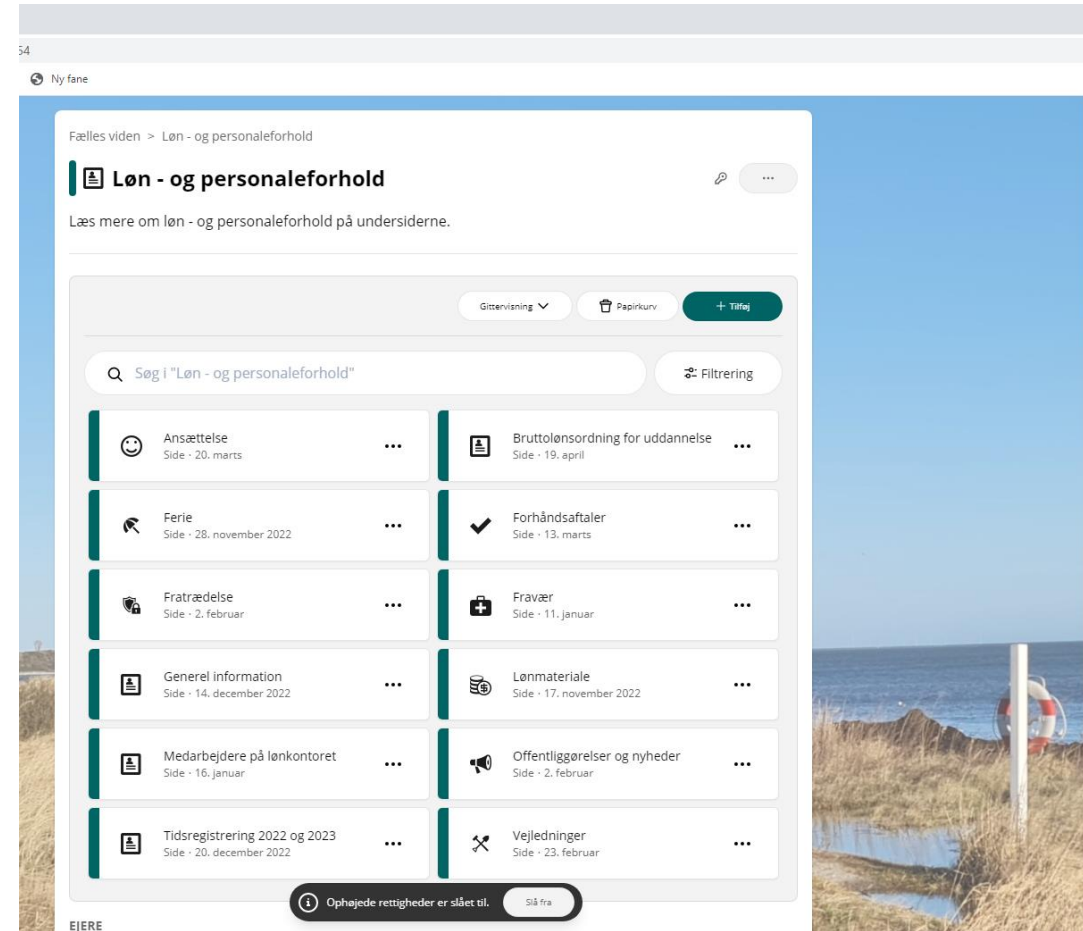 54
Ny fane
Fælles viden > Løn - og personaleforhold
Løn - og personaleforhold
...
Læs mere om løn - og personaleforhold på undersiderne.
Gittervisning
Papirkurv
+ Tilføj
Søg i "Løn - og personaleforhold"
Filtrering
Ansættelse
Side · 20. marts
Bruttolønsordning for uddannelse
Side · 19. april
Ferie
Side · 28. november 2022
Forhåndsaftaler
Side · 13. marts
Fratrædelse
Side · 2. februar
Fravær
Side · 11. januar
Generel information
Side · 14. december 2022
Lønmateriale
Side · 17. november 2022
Medarbejdere på lønkontoret
Side · 16. januar
Offentliggørelser og nyheder
Side · 2. februar
Tidsregistrering 2022 og 2023
Side · 20. december 2022
Vejledninger
Side · 23. februar
Ophøjede rettigheder er slået til.
Slå fra
EJERE